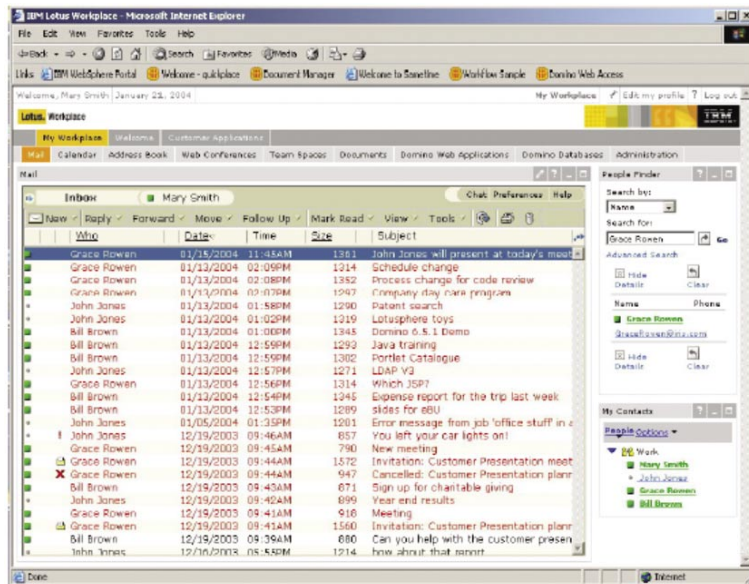 IBM Lotus Workplace - Microsoft Internet Explorer
File Edit View Favorites Tools Help
Back Search Favorites Media
Links IBM WebSphere Portal Welcome - quickplace Document Manager Welcome to Sametime Workflow Sample Domino Web Access
Welcome, Mary Smith January 21, 2004 My Workplace Edit my profile ? Log out
Lotus. Workplace IBM
My Workplace Welcome Customer Applications
Mail Calendar Address Book Web Conferences Team Spaces Documents Domino Web Applications Domino Databases Administration
Mail
Inbox Mary Smith Chat Preferences Help
New Reply Forward Move Follow Up Mark Read View Tools
Who Date Time Size Subject
Grace Rowen 01/15/2004 11:45AM 1361 John Jones will present at today's meet
Grace Rowen 01/13/2004 02:09PM 1314 Schedule change
Grace Rowen 01/13/2004 02:08PM 1352 Process change for code review
Grace Rowen 01/13/2004 02:07PM 1297 Company day care program
John Jones 01/13/2004 01:58PM 1290 Patent search
John Jones 01/13/2004 01:02PM 1319 Lotusphere toys
Bill Brown 01/13/2004 01:00PM 1345 Domino 6.5.1 Demo
Bill Brown 01/13/2004 12:59PM 1293 Java training
Bill Brown 01/13/2004 12:59PM 1302 Portlet Catalogue
John Jones 01/13/2004 12:57PM 1271 LDAP V3
Grace Rowen 01/13/2004 12:56PM 1314 Which JSP?
Bill Brown 01/13/2004 12:54PM 1345 Expense report for the trip last week
Bill Brown 01/13/2004 12:53PM 1289 slides for eBU
John Jones 01/05/2004 01:35PM 1201 Error message from job 'office stuff' in a
! John Jones 12/19/2003 09:46AM 857 You left your car lights on!
Grace Rowen 12/19/2003 09:45AM 790 New meeting
Grace Rowen 12/19/2003 09:44AM 1572 Invitation: Customer Presentation meet
Grace Rowen 12/19/2003 09:44AM 947 Cancelled: Customer Presentation plann
Bill Brown 12/19/2003 09:43AM 871 Sign up for charitable giving
John Jones 12/19/2003 09:42AM 899 Year end results
Grace Rowen 12/19/2003 09:41AM 918 Meeting
Grace Rowen 12/19/2003 09:41AM 1560 Invitation: Customer Presentation plann
Bill Brown 12/19/2003 09:39AM 880 Can you help with the customer presen
John Jones 12/16/2003 05:55PM 1214 how about that report
People Finder
Search by:
Name
Search for:
Grace Rowen Go
Advanced Search
Hide Details Clear
Name Phone
Grace Rowen
Hide Details Clear
My Contacts
People Options
Work
Mary Smith
John Jones
Grace Rowen
Bill Brown
Done Internet